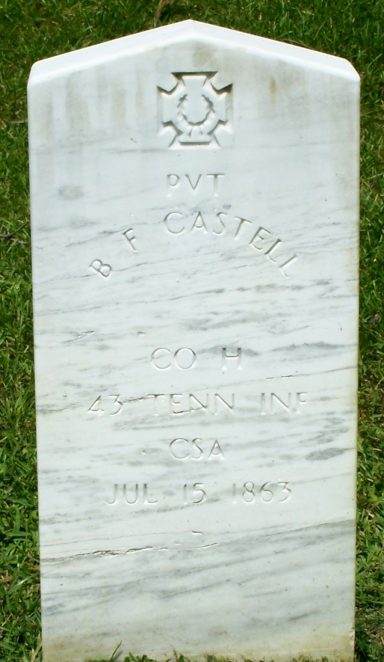 PVT
B F CASTELL
CO H
43 TENN INF
CSA
JUL 15 1863